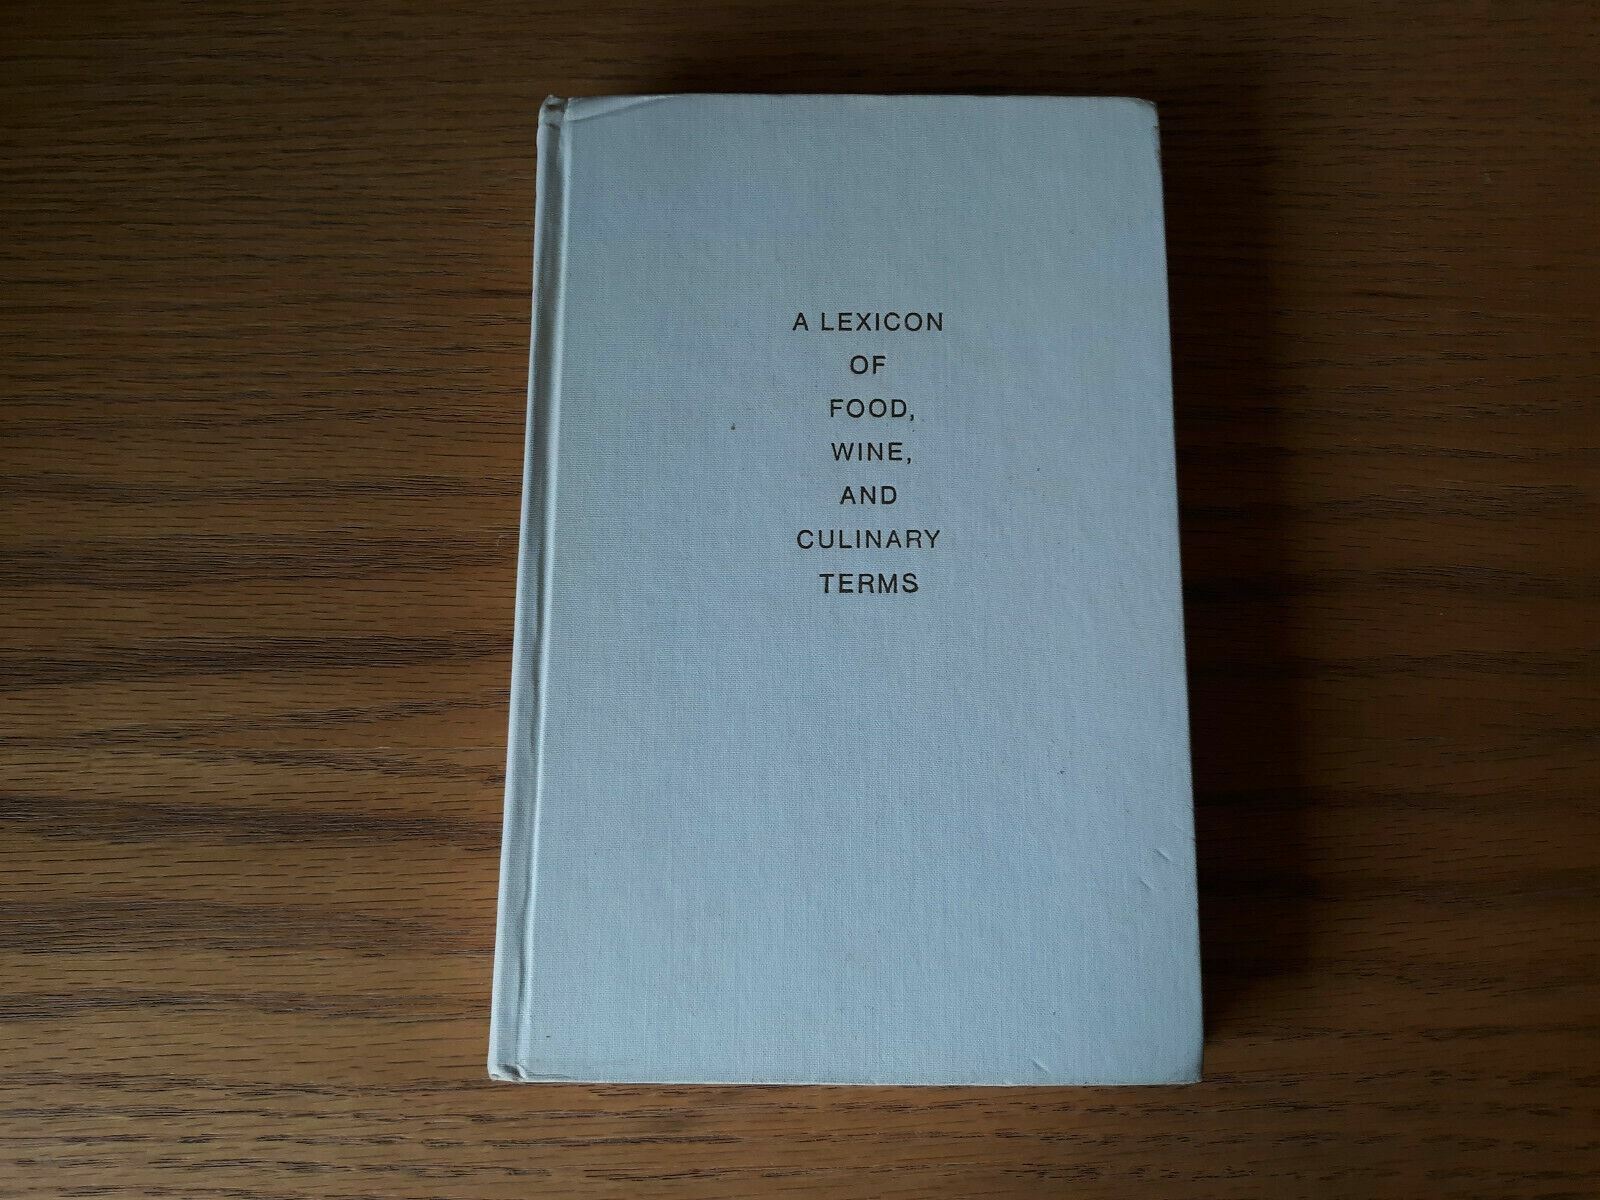 A LEXICON
OF
FOOD,
WINE,
AND
CULINARY
TERMS